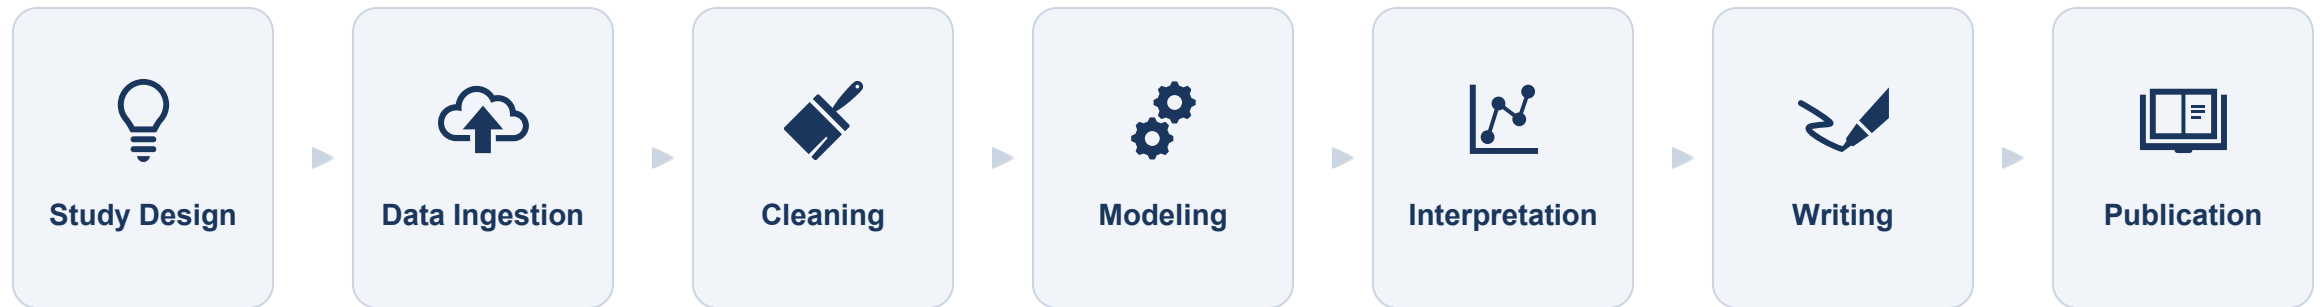 Study Design
Data Ingestion
Cleaning
Modeling
Interpretation
Writing
Publication